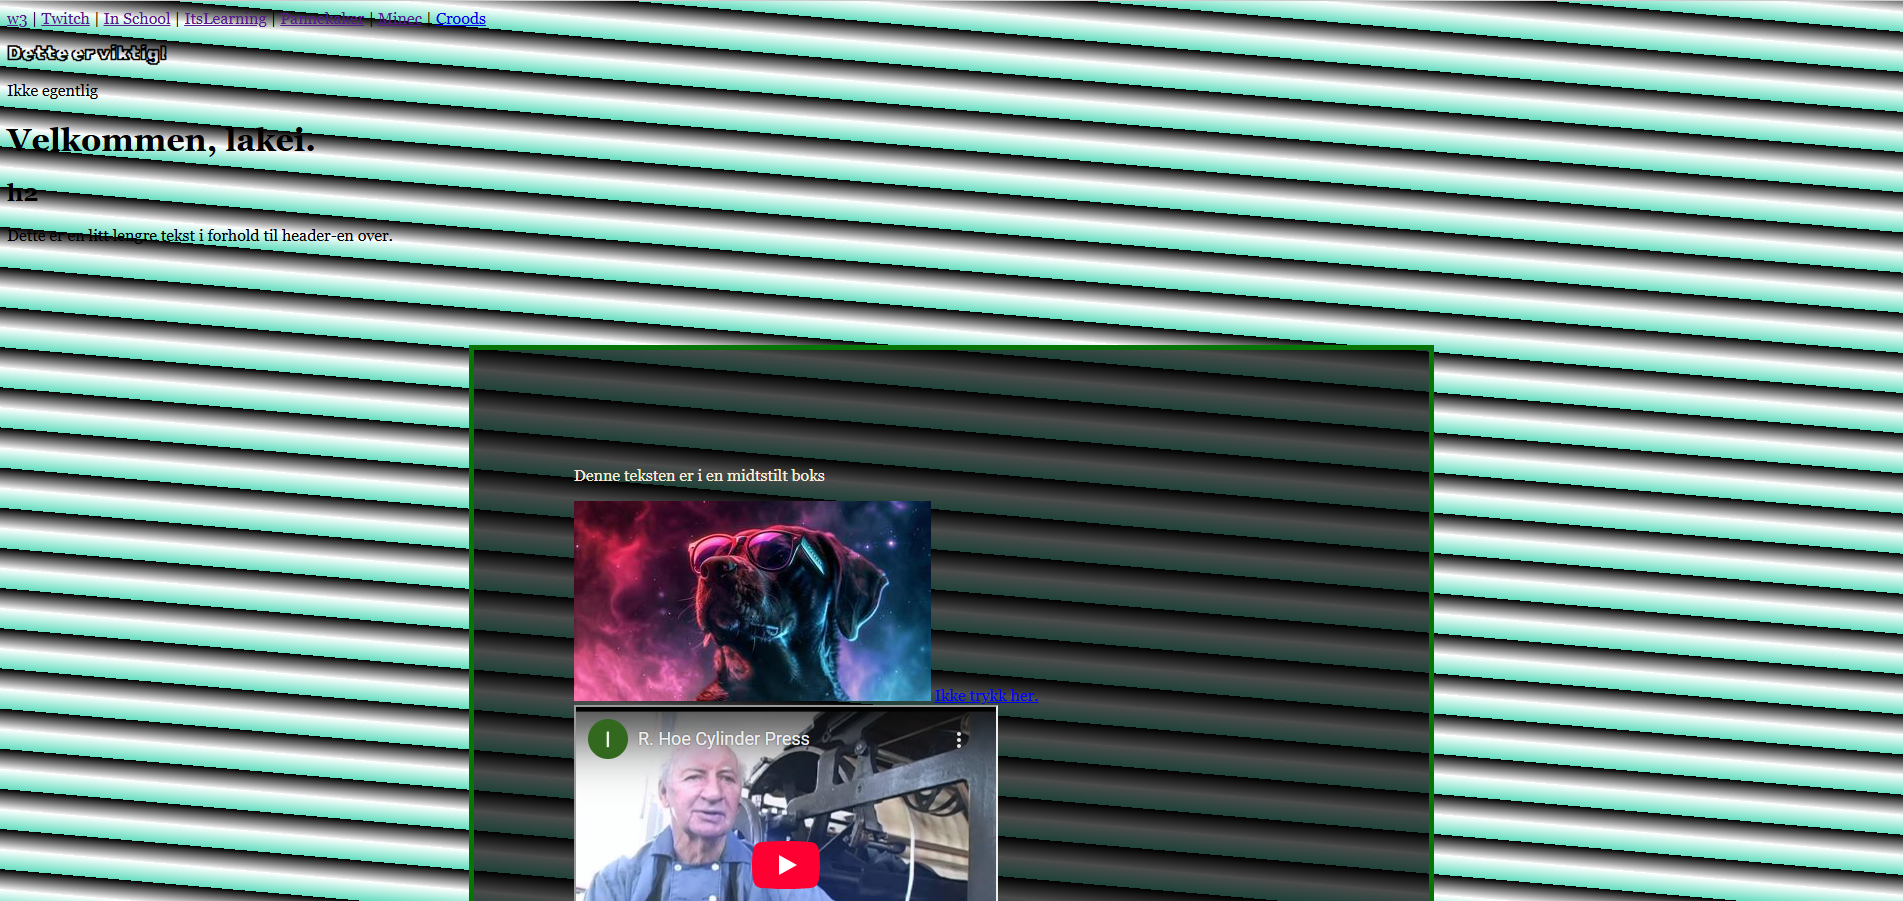 w3 | Twitch | In School | ItsLearning | Pannekaker | Minec | Croods
Dette er viktig!
Ikke egentlig
Velkommen, lakei.
h2
Dette er en litt lengre tekst i forhold til header-en over.
Denne teksten er i en midtstilt boks
Ikke trykk her.
I R. Hoe Cylinder Press